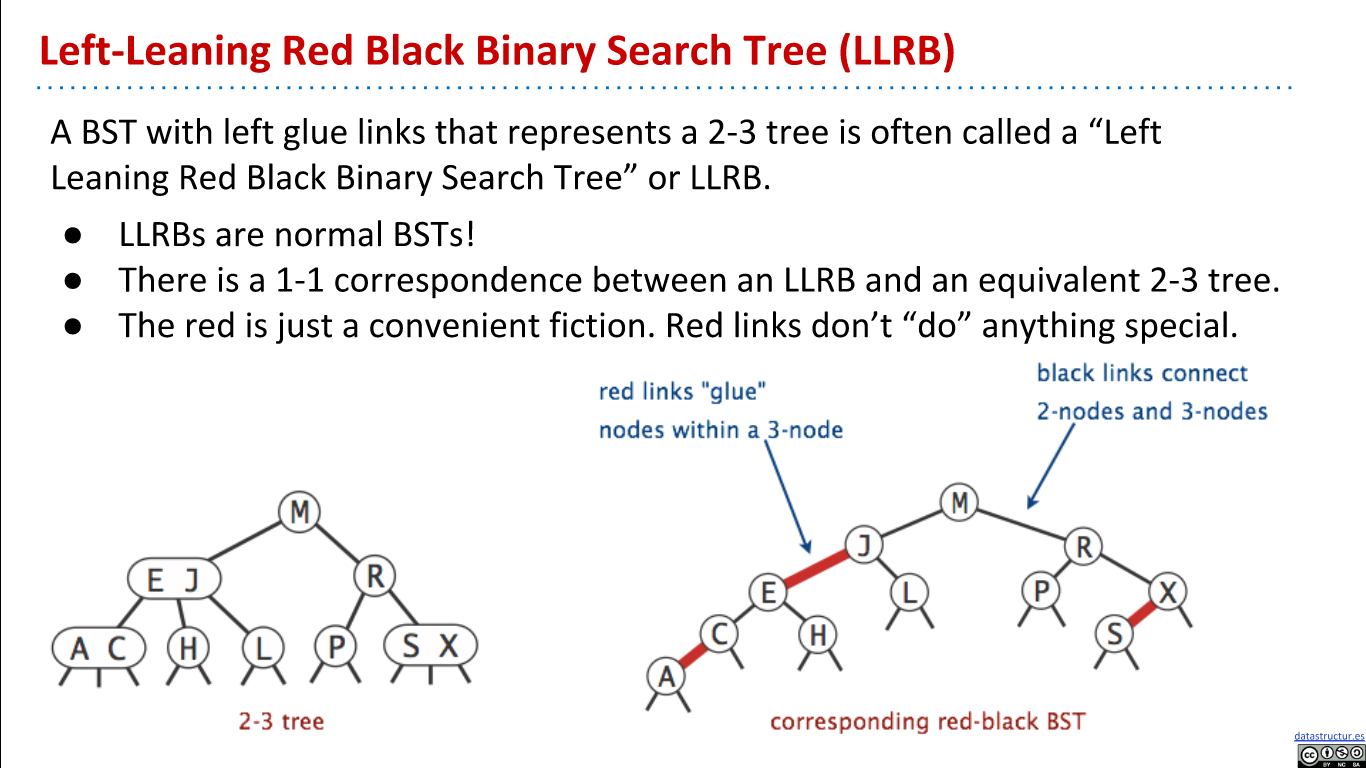 Left-Leaning Red Black Binary Search Tree (LLRB)
A BST with left glue links that represents a 2-3 tree is often called a “Left
Leaning Red Black Binary Search Tree” or LLRB.
● LLRBs are normal BSTs!
● There is a 1-1 correspondence between an LLRB and an equivalent 2-3 tree.
● The red is just a convenient fiction. Red links don’t “do” anything special.
red links "glue"
nodes within a 3-node
black links connect
2-nodes and 3-nodes
M
E J
R
A C
H
L
P
S X
2-3 tree
M
J
R
E
L
P
X
C
H
S
A
corresponding red-black BST
datastructur.es
cc
BY NC SA